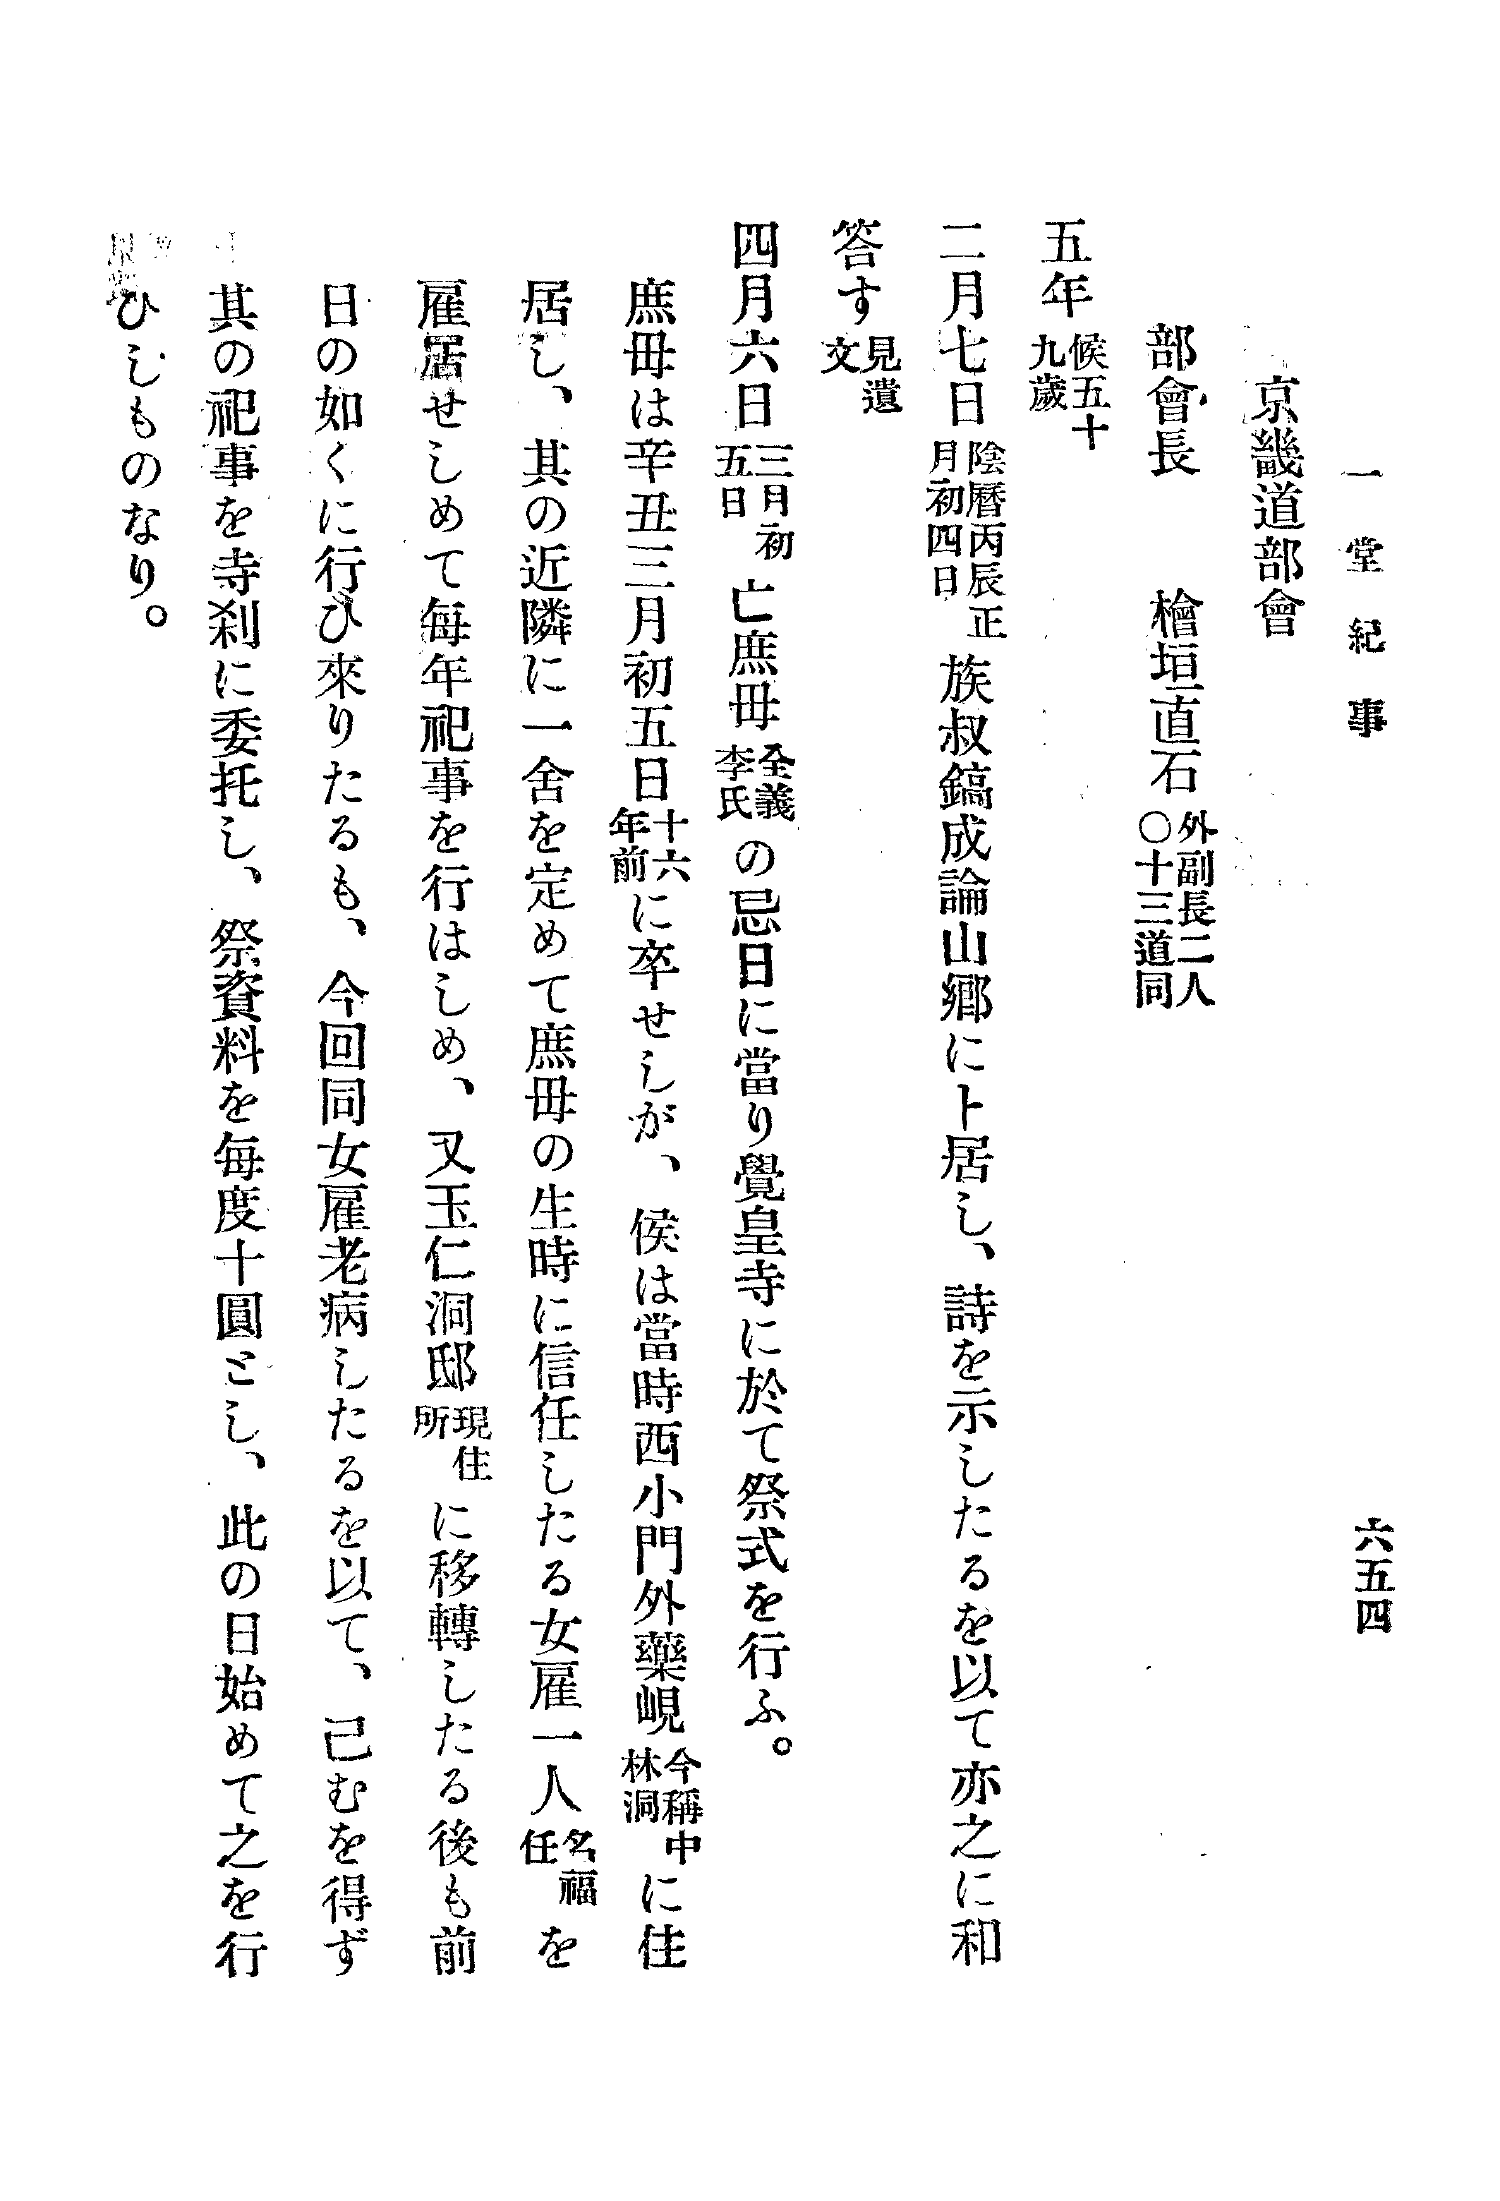 一堂紀事
六五四
京畿道部會
部會長　檜垣直石 外副長二人〇十三道同
五年 候五十九歲
二月七日 陰曆丙辰正月初四日 族叔鎬成論山鄕に卜居し、詩を示したるを以て亦之に和
答す 見遺文
四月六日 三月初五日 亡庶母 全義李氏 の忌日に當り覺皇寺に於て祭式を行ふ。
庶母は辛丑三月初五日 十六年前 に卒せしが、侯は當時西小門外藥峴 今稱中林洞 に住
居し、其の近隣に一舍を定めて庶母の生時に信任したる女雇一人 名福任 を
雇居せしめて每年祀事を行はしめ、又玉仁洞邸 現住所 に移轉したる後も前
日の如くに行ひ來りたるも、今回同女雇老病したるを以て、己むを得ず
其の祀事を寺刹に委托し、祭資料を每度十圓とし、此の日始めて之を行
ひしものなり。